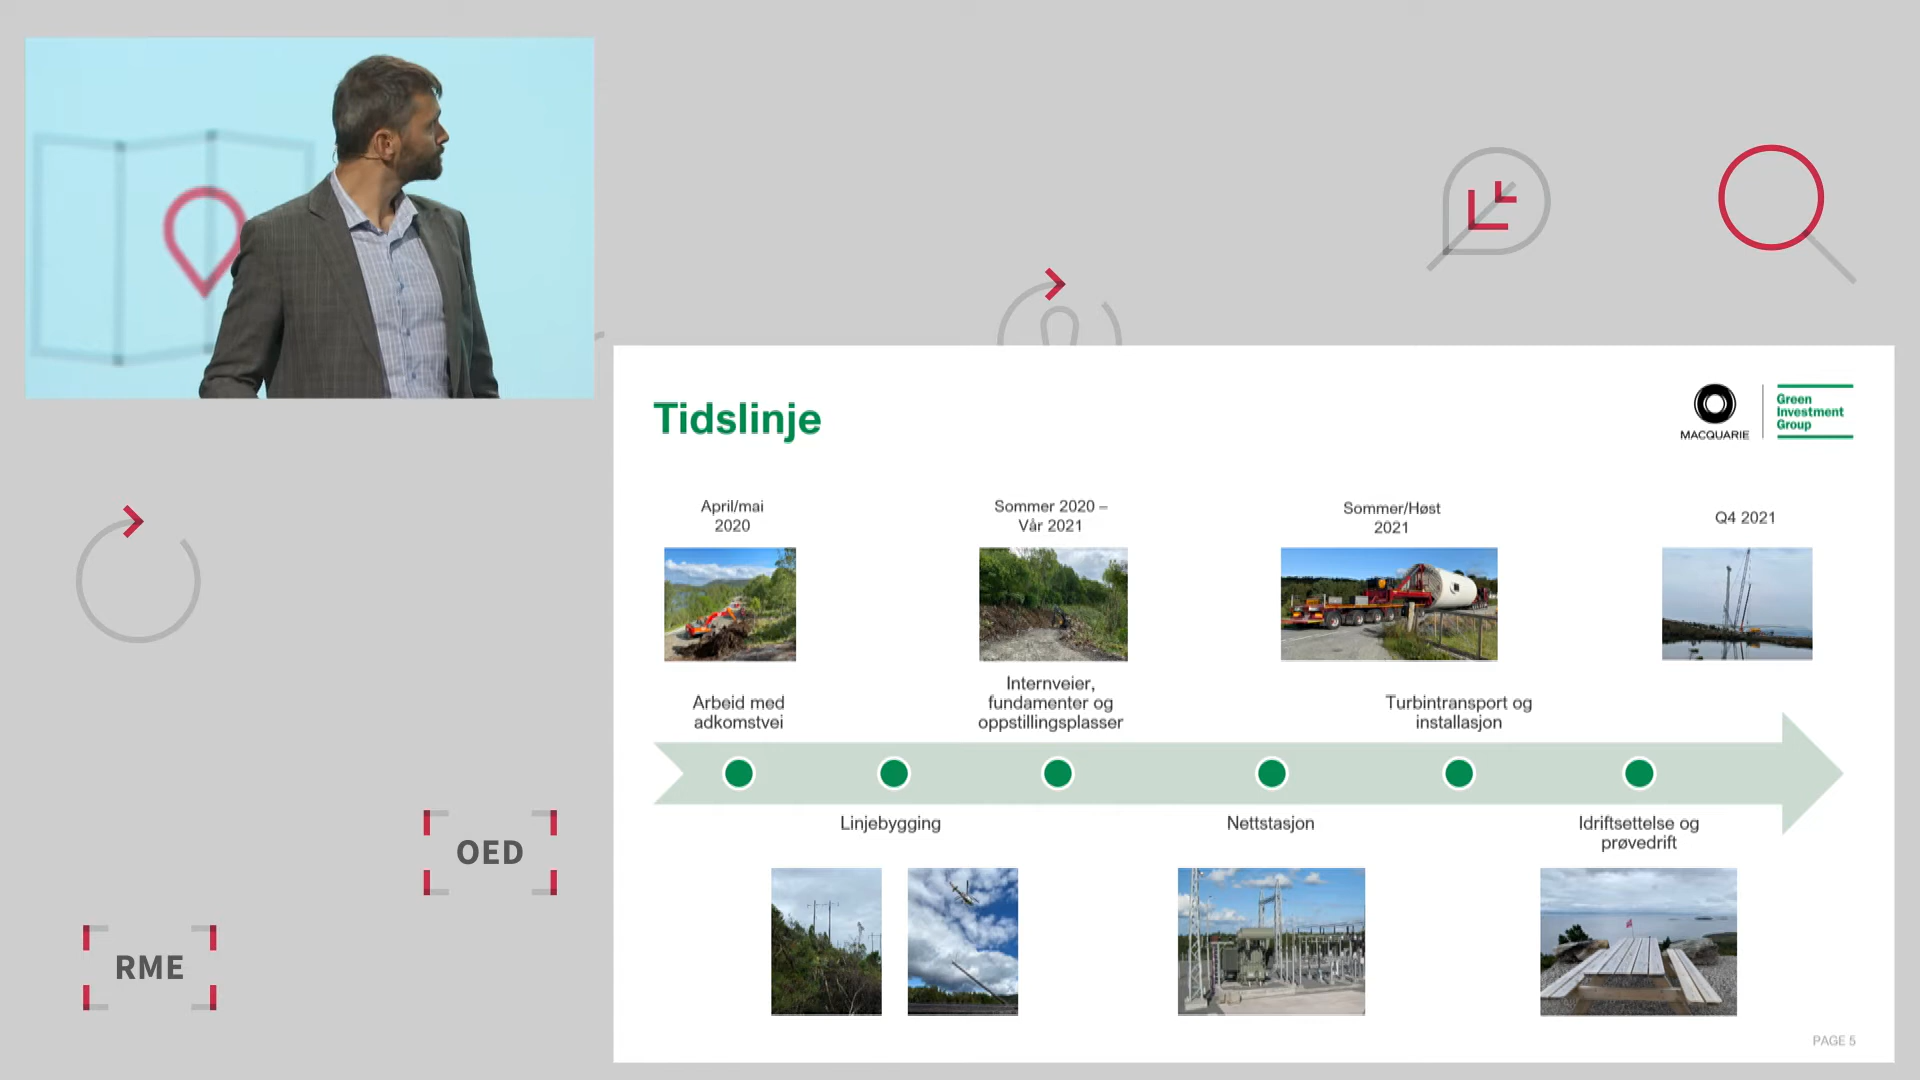 Tidslinje
MACQUARIE
Green
Investment
Group
April/mai
2020
Sommer 2020 –
Vår 2021
Sommer/Høst
2021
Q4 2021
Arbeid med
adkomstvei
Internveier,
fundamenter og
oppstillingsplasser
Turbintransport og
installasjon
Linjebygging
Nettstasjon
Idriftsettelse og
prøvedrift
PAGE 5
OED
RME